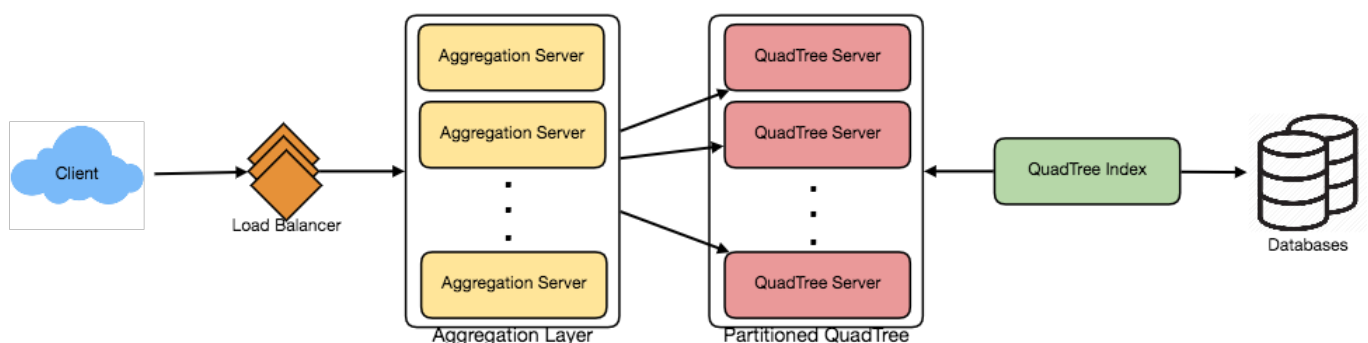 Client
Load Balancer
Aggregation Server
Aggregation Server
Aggregation Server
Aggregation Layer
QuadTree Server
QuadTree Server
QuadTree Server
Partitioned QuadTree
QuadTree Index
Databases